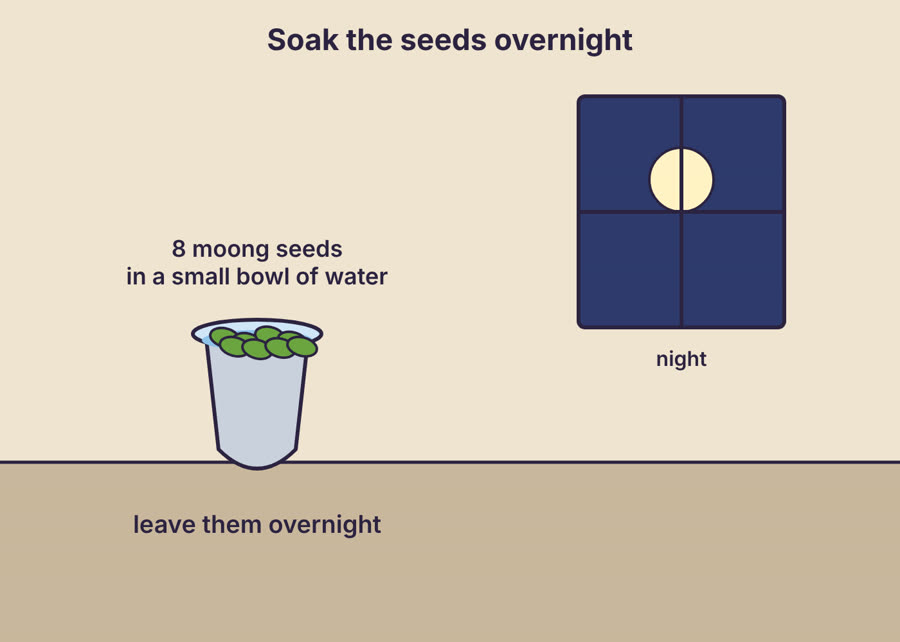 Soak the seeds overnight
8 moong seeds
in a small bowl of water
night
leave them overnight